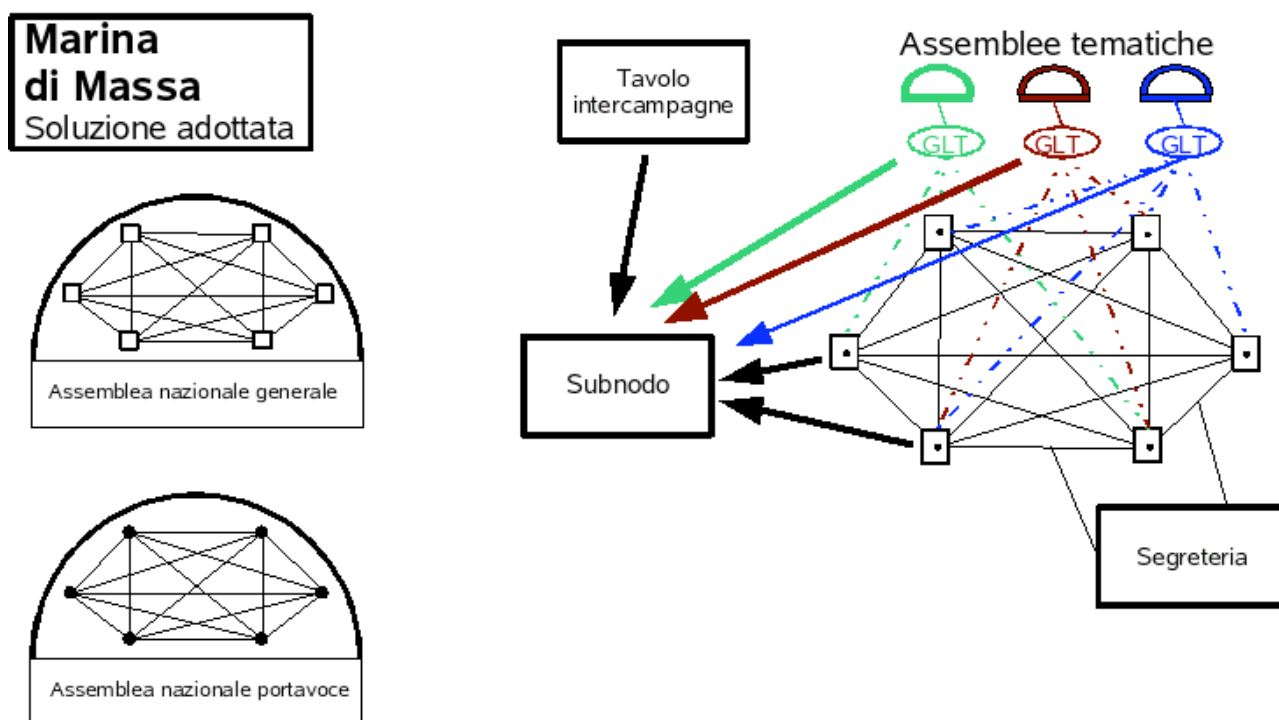 Marina
di Massa
Soluzione adottata
Tavolo
intercampagne
Assemblee tematiche
GLT
GLT
GLT
Assemblea nazionale generale
Subnodo
Segreteria
Assemblea nazionale portavoce